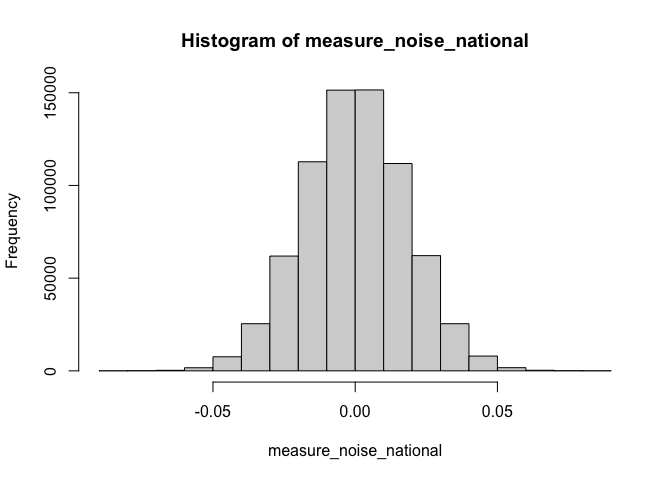 Histogram of measure_noise_national
Frequency
150000
100000
50000
0
-0.05 0.00 0.05
measure_noise_national